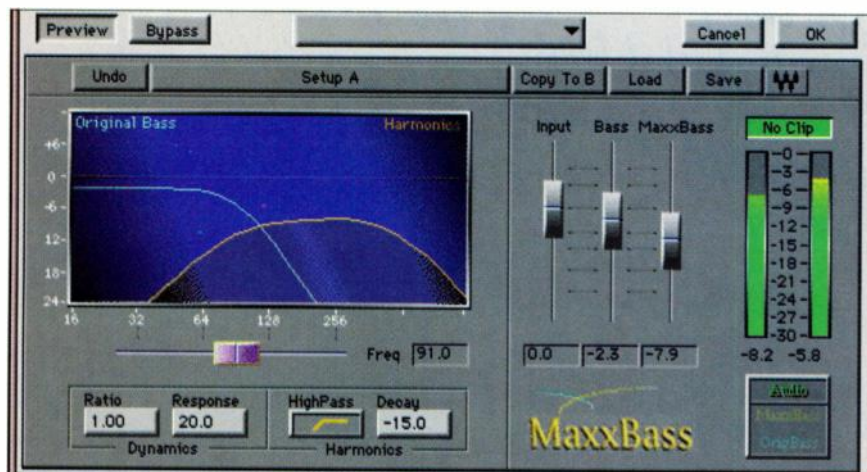 Preview Bypass Cancel OK
Undo Setup A Copy To B Load Save
Original Bass Harmonics
+6-
0 -
-6-
12-
18-
24-
16 32 64 128 256
Freq 91.0
Ratio Response
1.00 20.0
Dynamics
HighPass Decay
-15.0
Harmonics
Input Bass MaxxBass
0.0 -2.3 -7.9
No Clip
-0-
-3-
-6-
-9-
-12-
-15-
-18-
-21-
-24-
-27-
-30-
-8.2 -5.8
MaxxBass
Audio
MaxxBass
OrigBass